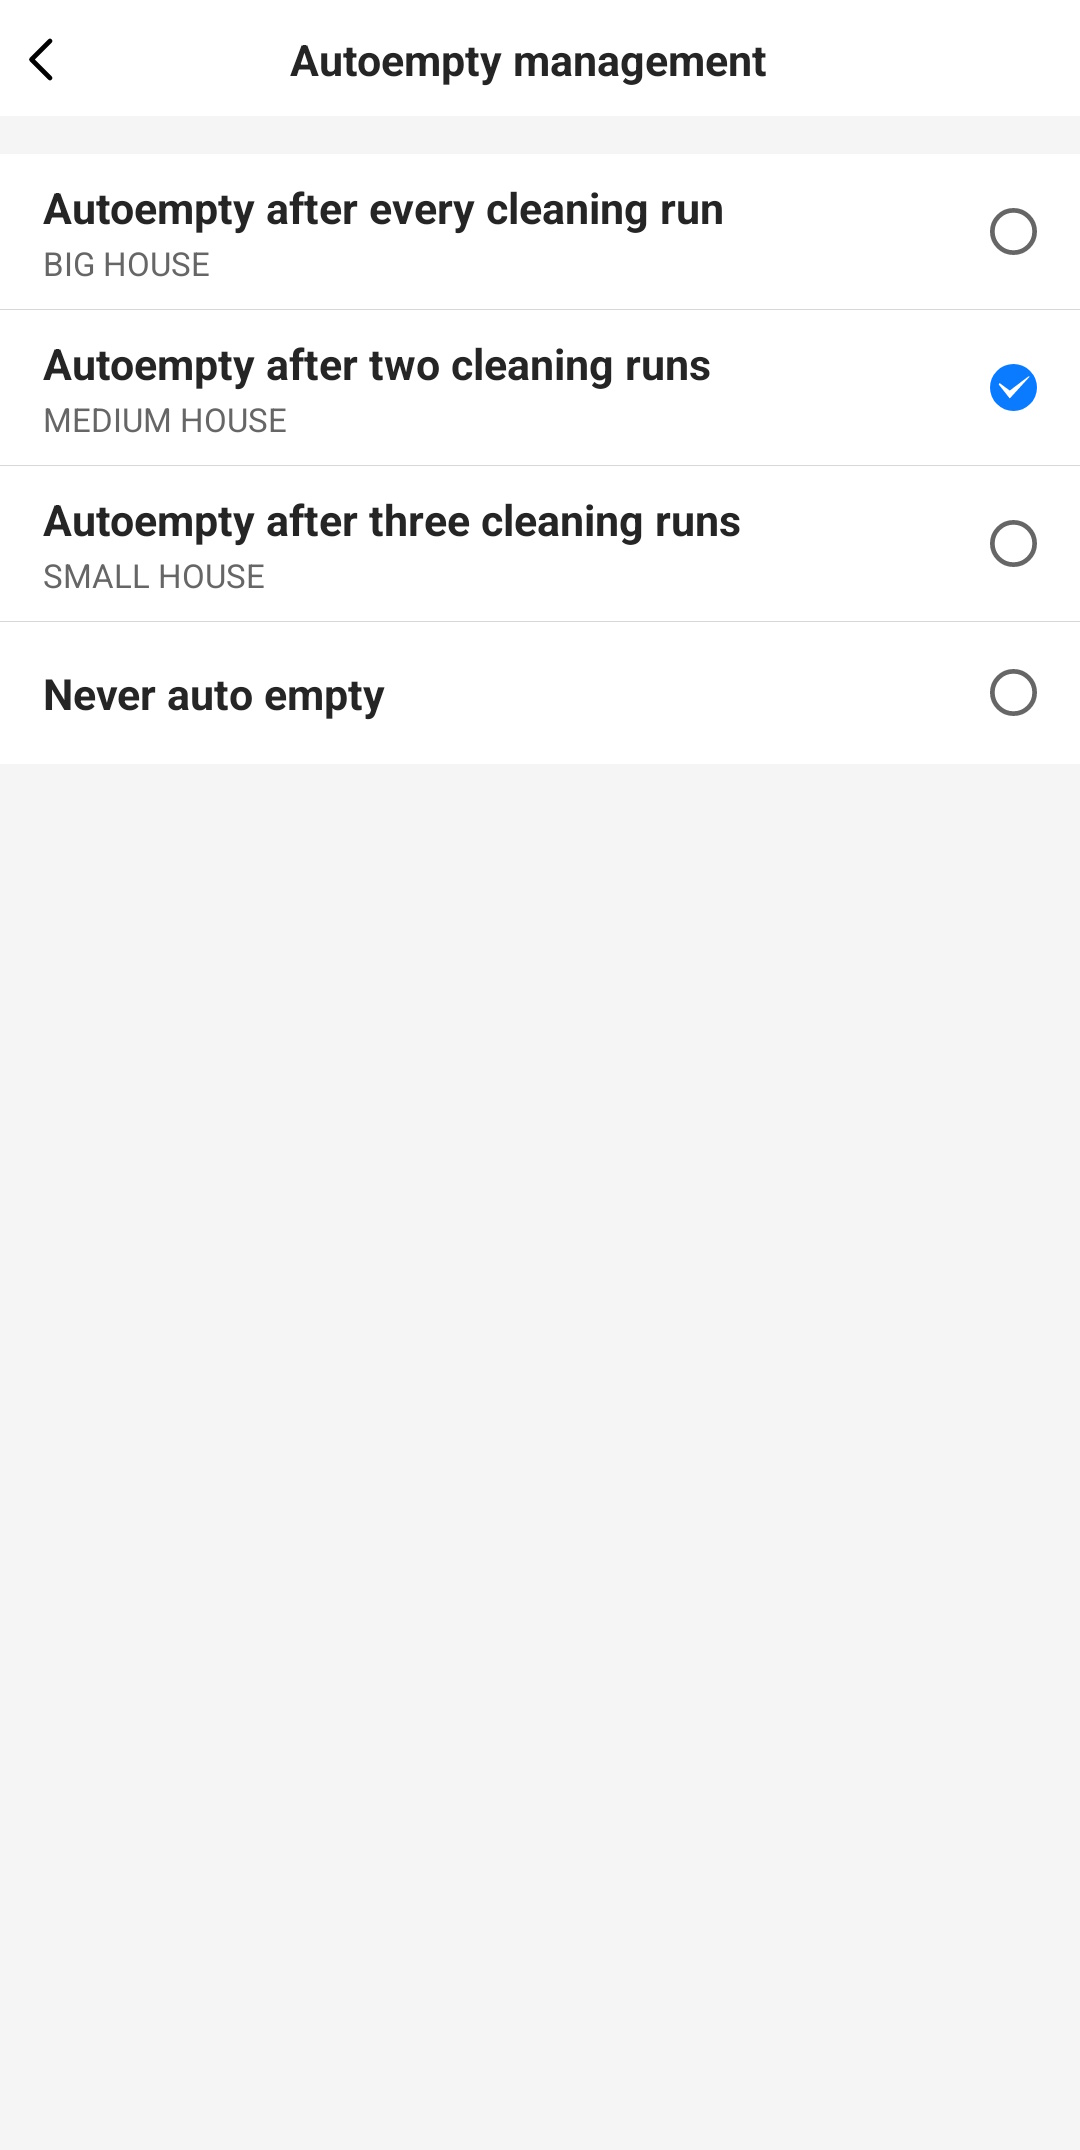 Autoempty management
Autoempty after every cleaning run
BIG HOUSE
Autoempty after two cleaning runs
MEDIUM HOUSE
Autoempty after three cleaning runs
SMALL HOUSE
Never auto empty